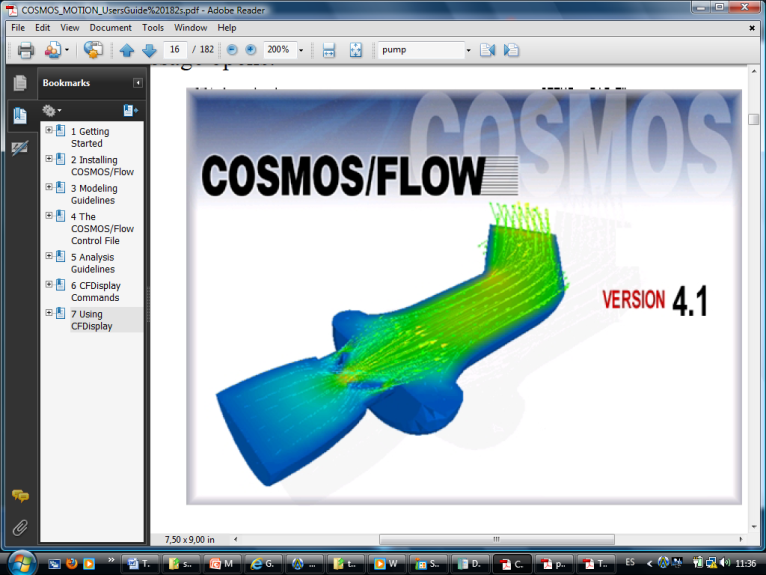 COSMOS_MOTION_UsersGuide%20182s.pdf - Adobe Reader
File Edit View Document Tools Window Help
16 / 182 200% pump
Bookmarks
1 Getting
Started
2 Installing
COSMOS/Flow
3 Modeling
Guidelines
4 The
COSMOS/Flow
Control File
5 Analysis
Guidelines
6 CFDisplay
Commands
7 Using
CFDisplay
COSMOS
COSMOS/FLOW
VERSION 4.1
7,50 x 9,00 in
T... s... M G... ... t... W S... D... C... p... T... ES 11:36